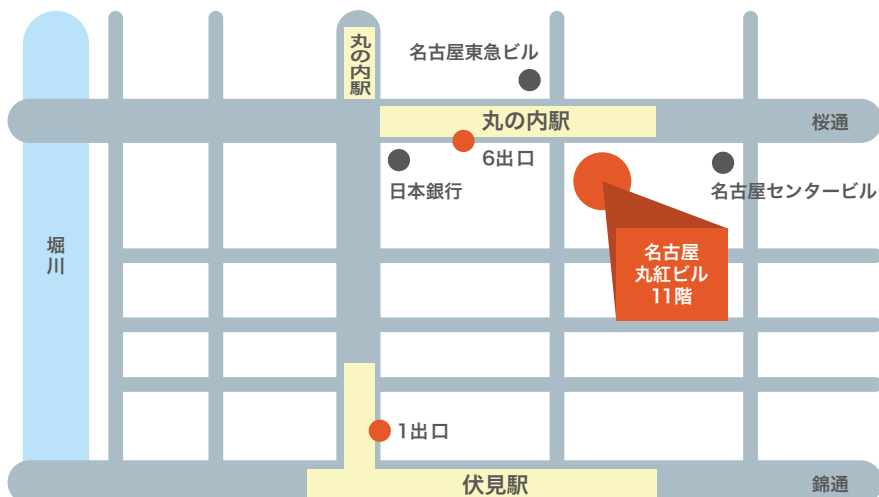 丸の内駅
名古屋東急ビル
丸の内駅
桜通
6出口
日本銀行
名古屋センタービル
堀川
名古屋
丸紅ビル
11階
1出口
伏見駅
錦通